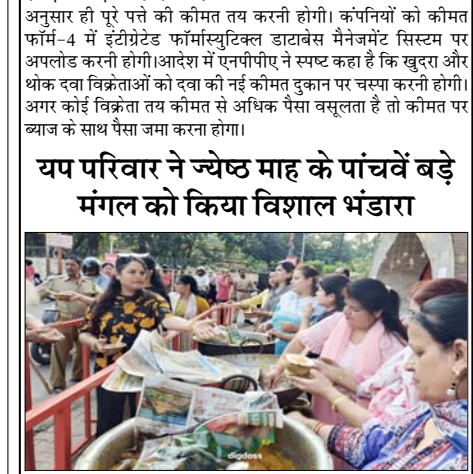 अनुसार ही पूरे पत्ते की कीमत तय करनी होगी। कंपनियों को कीमत
फॉर्म-4 में इंटीग्रेटेड फॉर्मास्युटिक्ल डाटाबेस मैनेजमेंट सिस्टम पर
अपलोड करनी होगी।आदेश में एनपीपीए ने स्पष्ट कहा है कि खुदरा और
थोक दवा विक्रेताओं को दवा की नई कीमत दुकान पर चस्पा करनी होगी।
अगर कोई विक्रेता तय कीमत से अधिक पैसा वसूलता है तो कीमत पर
ब्याज के साथ पैसा जमा करना होगा।
यप परिवार ने ज्येष्ठ माह के पांचवें बड़े
मंगल को किया विशाल भंडारा
digdoss